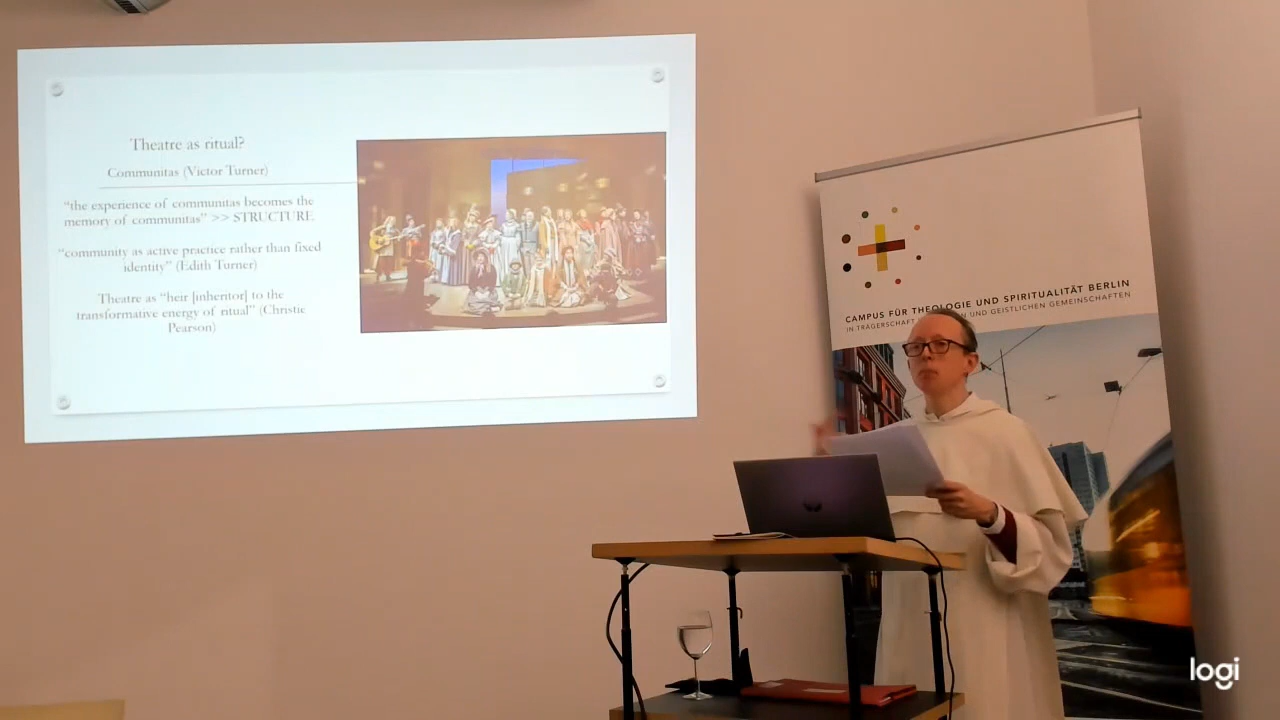 Theatre as ritual?
Communitas (Victor Turner)
“the experience of communitas becomes the
memory of communitas” >> STRUCTURE
“community as active practice rather than fixed
identity” (Edith Turner)
Theatre as “heir [inheritor] to the
transformative energy of ritual” (Christie
Pearson)
CAMPUS FÜR THEOLOGIE UND SPIRITUALITÄT BERLIN
IN TRÄGERSCHAFT UND GEISTLICHEN GEMEINSCHAFTEN
logi